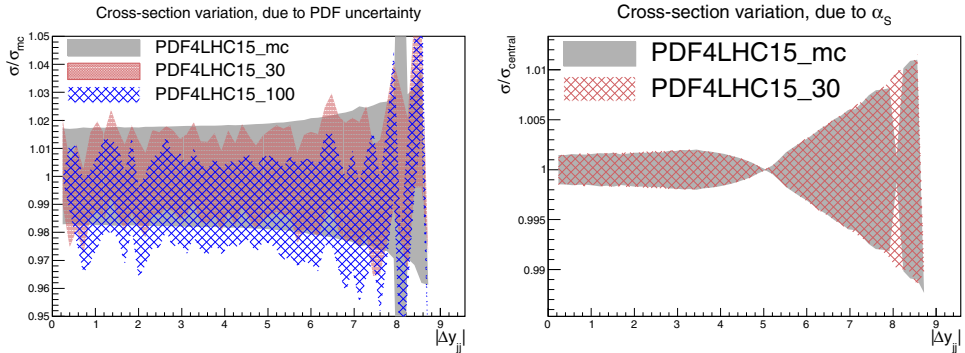 Cross-section variation, due to PDF uncertainty
σ/σmc
1.05
1.04
1.03
1.02
1.01
1
0.99
0.98
0.97
0.96
0.95
PDF4LHC15_mc
PDF4LHC15_30
PDF4LHC15_100
0 1 2 3 4 5 6 7 8 9
|Δyjj|
Cross-section variation, due to αS
σ/σcentral
1.01
1.005
1
0.995
0.99
PDF4LHC15_mc
PDF4LHC15_30
0 1 2 3 4 5 6 7 8 9
|Δyjj|